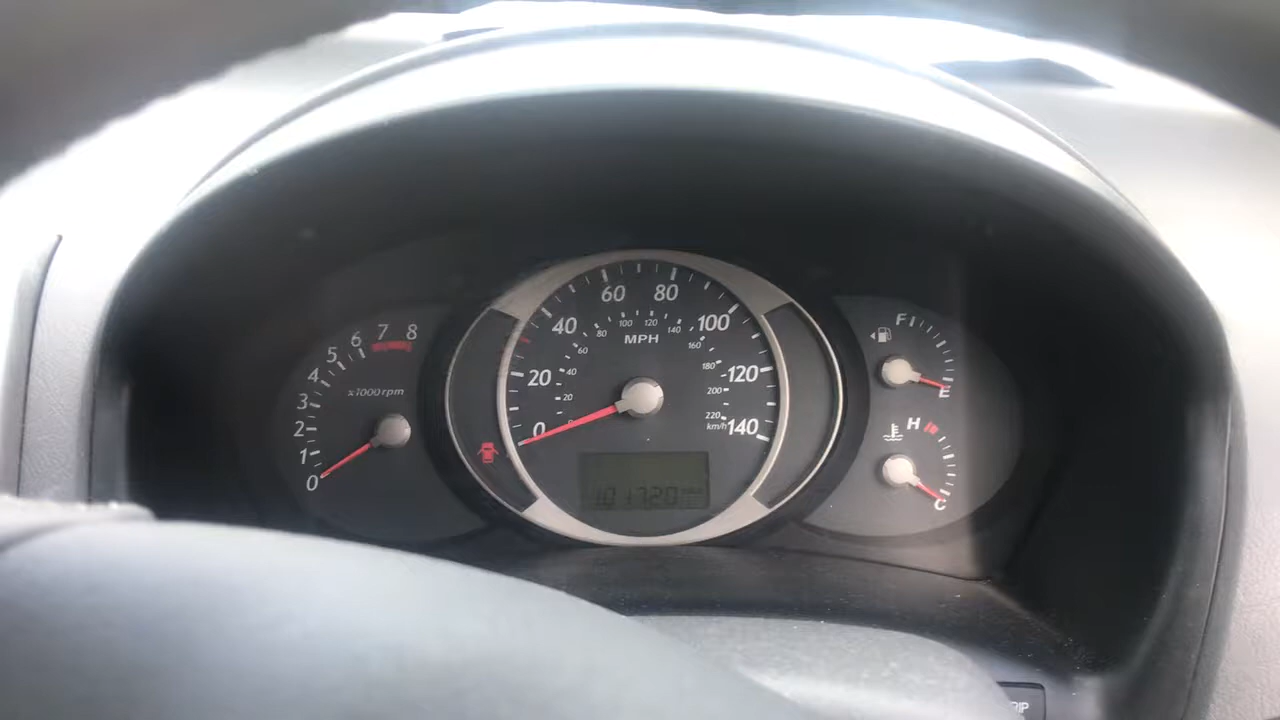 0 1 2 3 4 5 6 7 8
x1000rpm
0 20 40 60 80 100 120 140
MPH
20 40 60 80 100 120 140 160 180 200 220
km/h
F
E
H
C